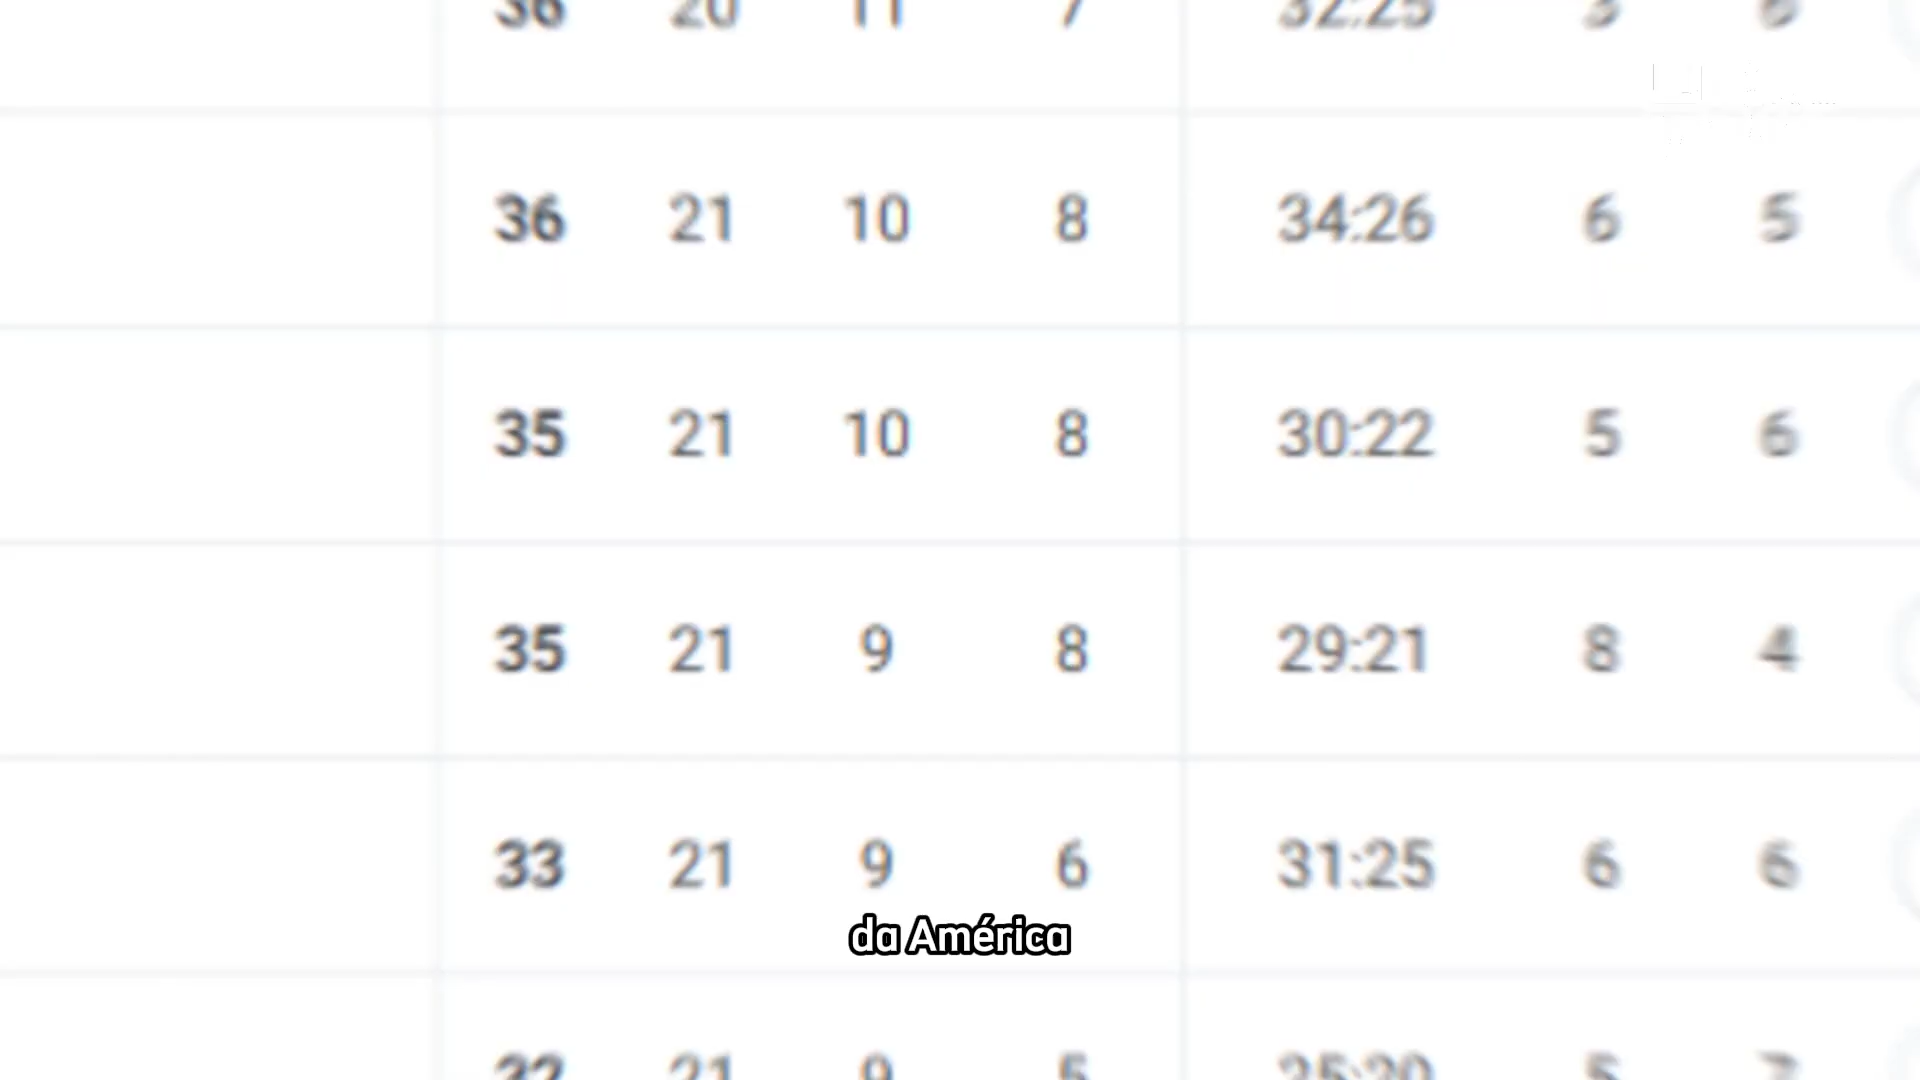 36 20 11 7 32:25 3 6
36 21 10 8 34:26 6 5
35 21 10 8 30:22 5 6
35 21 9 8 29:21 8 4
33 21 9 6 31:25 6 6
da América
32 21 9 5